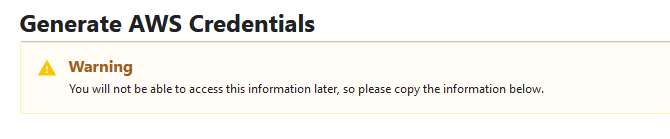 Generate AWS Credentials
Warning
You will not be able to access this information later, so please copy the information below.